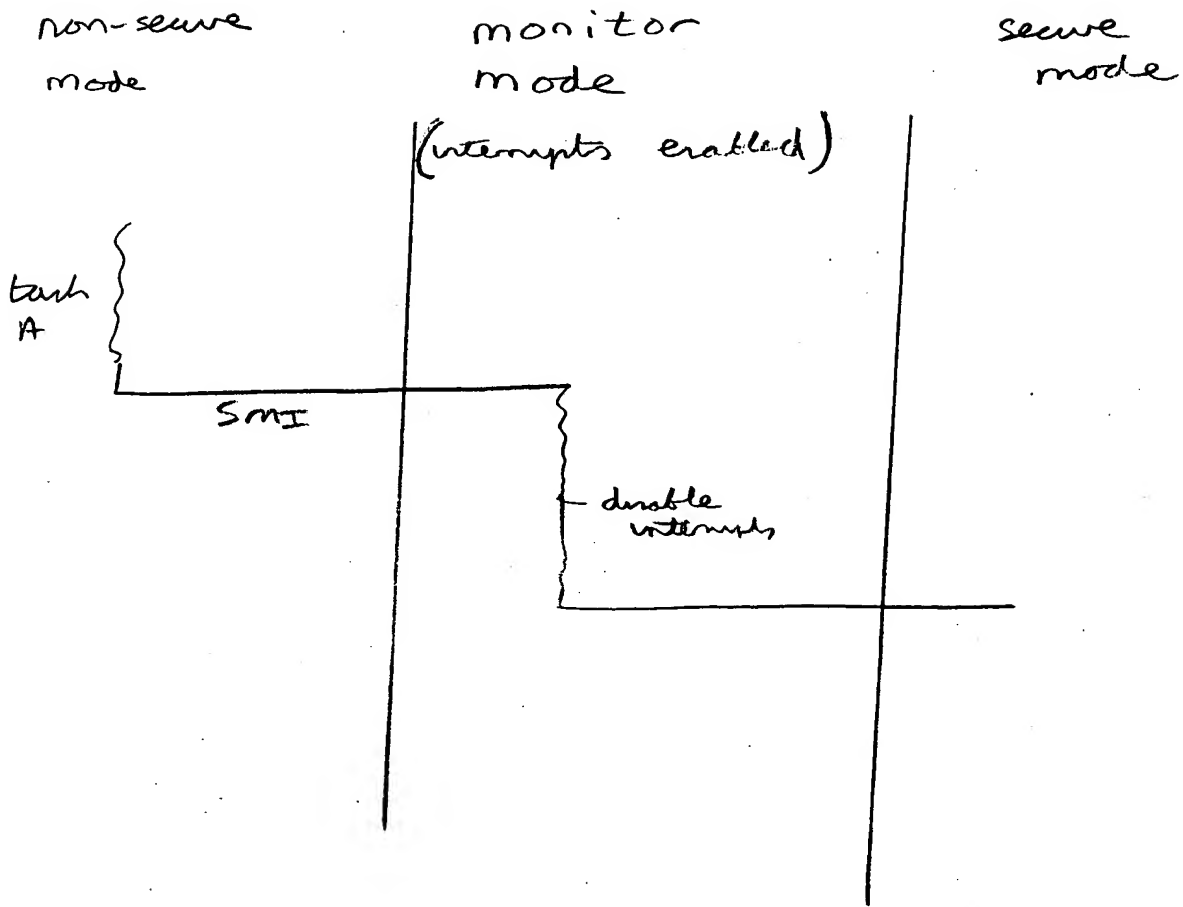 non-secure
mode
monitor
mode
(interrupts enabled)
secure
mode
task
A
SMI
disable
interrupts